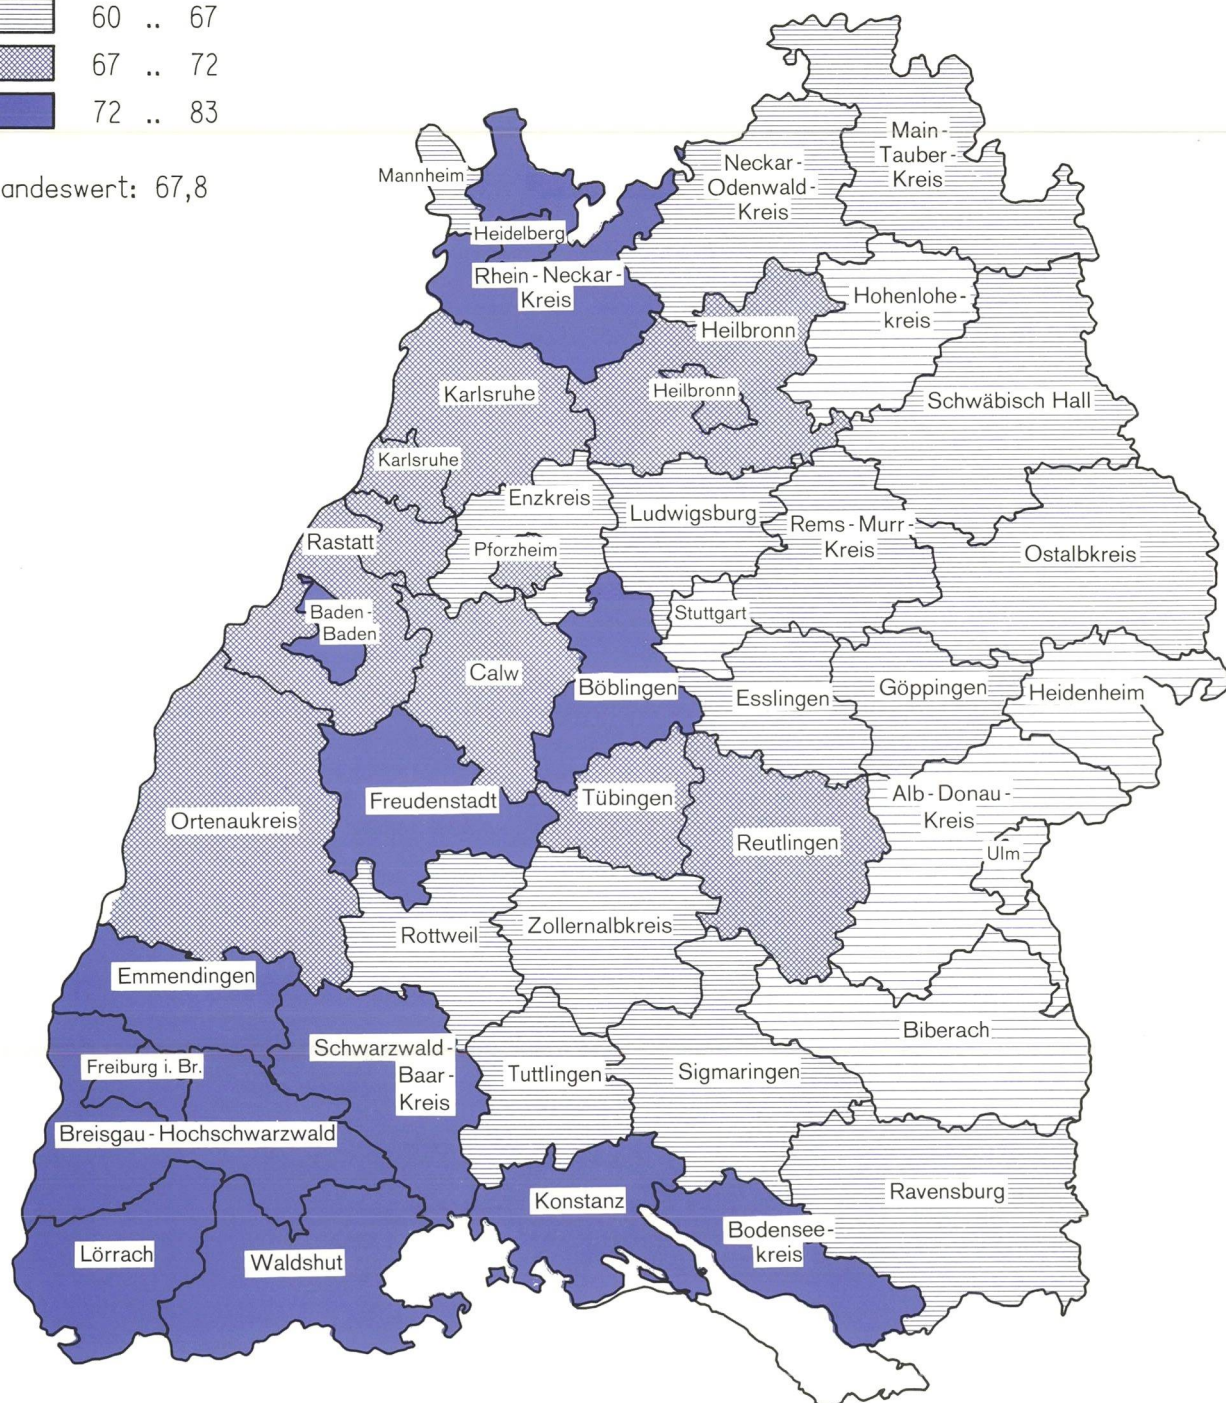 60 .. 67
67 .. 72
72 .. 83
andeswert: 67,8
Main-
Tauber-
Kreis
Neckar-
Odenwald-
Kreis
Mannheim
Heidelberg
Rhein-Neckar-
Kreis
Hohenlohe-
kreis
Heilbronn
Karlsruhe
Heilbronn
Schwäbisch Hall
Karlsruhe
Enzkreis
Ludwigsburg
Rems-Murr-
Kreis
Rastatt
Pforzheim
Ostalbkreis
Baden-
Baden
Stuttgart
Calw
Böblingen
Esslingen
Göppingen
Heidenheim
Freudenstadt
Tübingen
Alb-Donau-
Kreis
Ortenaukreis
Reutlingen
Ulm
Rottweil
Zollernalbkreis
Emmendingen
Biberach
Schwarzwald-
Baar-
Kreis
Freiburg i. Br.
Tuttlingen
Sigmaringen
Breisgau-Hochschwarzwald
Konstanz
Ravensburg
Bodensee-
kreis
Lörrach
Waldshut